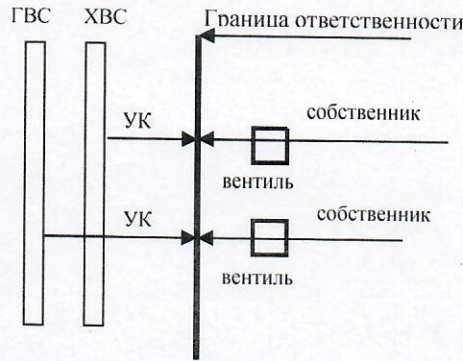 ГВС ХВС Граница ответственности
УК собственник
вентиль
УК собственник
вентиль